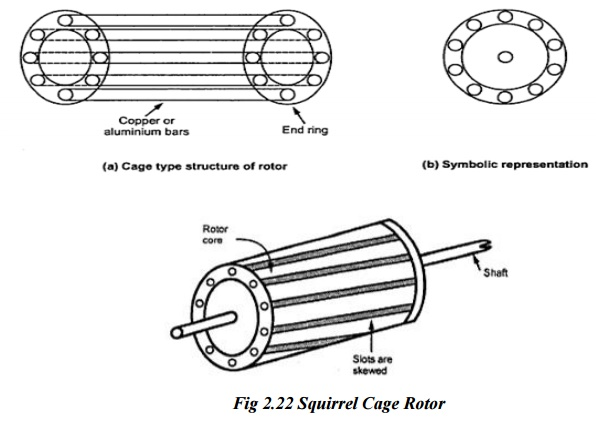 Copper or
aluminium bars
End ring
(a) Cage type structure of rotor
(b) Symbolic representation
Rotor
core
Shaft
Slots are
skewed
Fig 2.22 Squirrel Cage Rotor